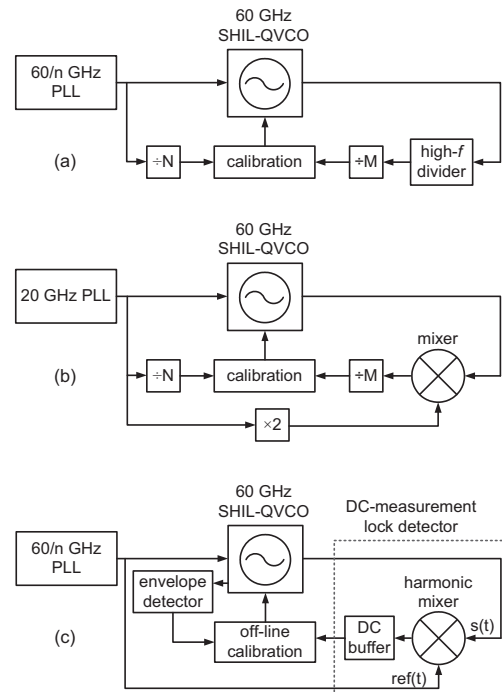 60 GHz
SHIL-QVCO
60/n GHz
PLL
÷N
calibration
÷M
high-f
divider
(a)
60 GHz
SHIL-QVCO
20 GHz PLL
mixer
÷N
calibration
÷M
(b)
×2
60 GHz
SHIL-QVCO
DC-measurement
lock detector
60/n GHz
PLL
envelope
detector
harmonic
mixer
(c)
off-line
calibration
DC
buffer
s(t)
ref(t)